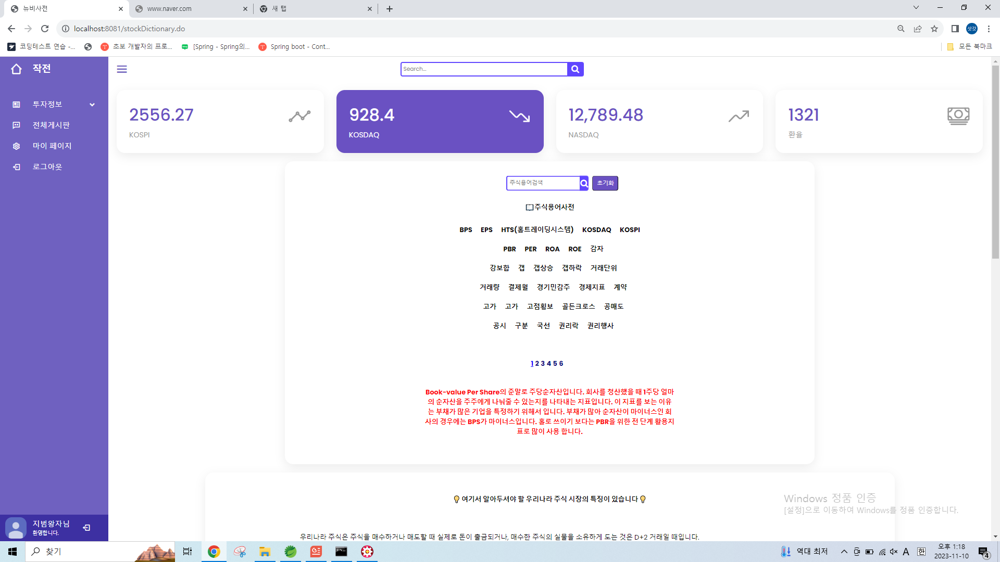 뉴비사전
www.naver.com
새 탭
localhost:8081/stockDictionary.do
삿갓
코딩테스트 연습 -...
초보 개발자의 프로...
[Spring - Spring의...
Spring boot - Cont...
모든 북마크
작전
Search...
투자정보
전체게시판
마이 페이지
로그아웃
2556.27
KOSPI
928.4
KOSDAQ
12,789.48
NASDAQ
1321
환율
주식용어검색
초기화
주식용어사전
BPS EPS HTS(홈트레이딩시스템) KOSDAQ KOSPI
PBR PER ROA ROE 감자
강보합 갭 갭상승 갭하락 거래단위
거래량 결제월 경기민감주 경제지표 계약
고가 고가 고점횡보 골든크로스 공매도
공시 구분 국선 권리락 권리행사
1 2 3 4 5 6
Book-value Per Share의 준말로 주당순자산입니다. 회사를 청산했을 때 1주당 얼마
의 순자산을 주주에게 나눠줄 수 있는지를 나타내는 지표입니다. 이 지표를 보는 이유
는 부채가 많은 기업을 특정하기 위해서 입니다. 부채가 많아 순자산이 마이너스인 회
사의 경우에는 BPS가 마이너스입니다. 홀로 쓰이기 보다는 PBR을 위한 전 단계 활용지
표로 많이 사용 합니다.
여기서 알아두셔야 할 우리나라 주식 시장의 특징이 있습니다
우리나라 주식은 주식을 매수하거나 매도할 때 실제로 돈이 출금되거나, 매수한 주식의 실물을 소유하게 도는 것은 D+2 거래일 때입니다.
Windows 정품 인증
[설정]으로 이동하여 Windows를 정품 인증합니다.
지범왕자님
환영합니다.
찾기
역대 최저
A
한
오후 1:18
2023-11-10
4